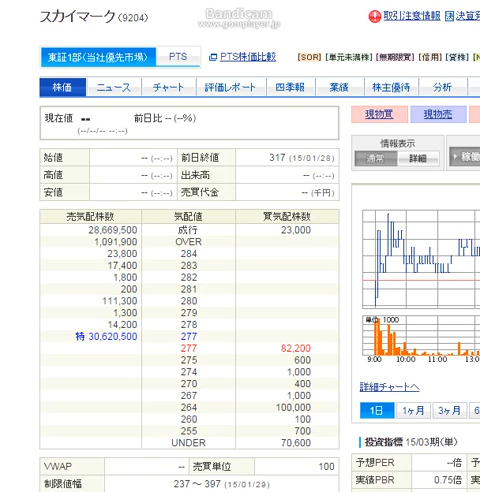 Bandicam
www.gomplayer.jp
スカイマーク(9204)
取引注意情報 決算
東証1部(当社優先市場) PTS PTS株価比較 [SOR] [単元未満株] [無期限買] [信用] [貸株]
株価 ニュース チャート 評価レポート 四季報 業績 株主優待 分析
現在値 -- 前日比 -- (--%)
(--/--/-- --:--)
現物買 現物売
情報表示
通常 詳細 稼働
始値 -- (--:--) 前日終値 317 (15/01/28)
高値 -- (--:--) 出来高 -- (--:--)
安値 -- (--:--) 売買代金 -- (千円)
売気配株数 気配値 買気配株数
28,669,500 成行 23,000
1,091,900 OVER
23,800 284
17,400 283
1,800 282
200 281
111,300 280
1,300 279
14,200 278
特 30,620,500 277
277 82,200
275 600
274 1,000
270 400
267 1,000
264 100,000
260 100
255 700
UNDER 70,600
単位: 1000
9:00 10:00 11:00 13:0
詳細チャートへ
1日 1ヶ月 3ヶ月 6
投資指標 15/03期(単)
予想PER --倍 予想
実績PBR 0.75倍 実績
VWAP -- 売買単位 100
制限値幅 237 ～ 397 (15/01/29)